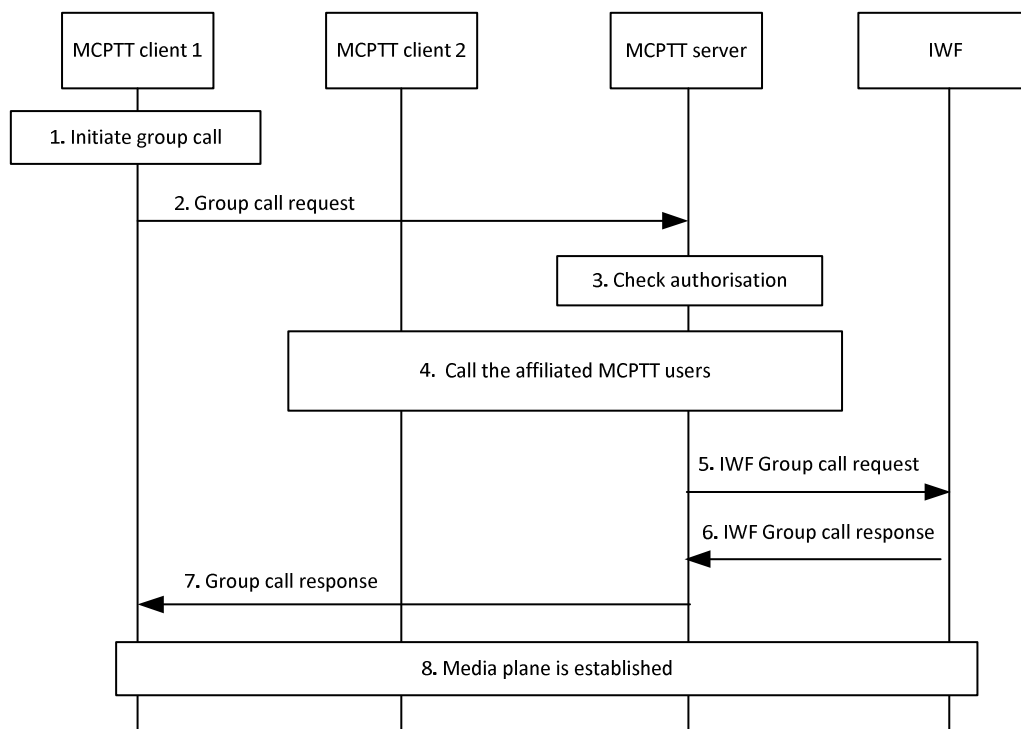 MCPTT client 1
MCPTT client 2
MCPTT server
IWF
1. Initiate group call
2. Group call request
3. Check authorisation
4. Call the affiliated MCPTT users
5. IWF Group call request
6. IWF Group call response
7. Group call response
8. Media plane is established